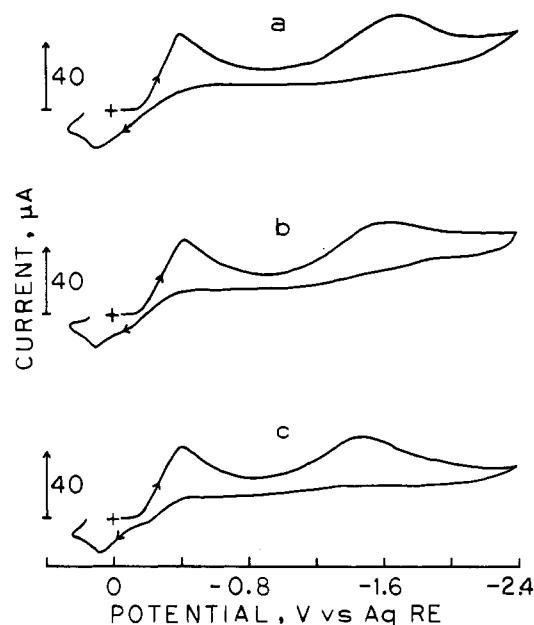 a
40
b
40
c
40
CURRENT, μA
0 -0.8 -1.6 -2.4
POTENTIAL, V vs Ag RE